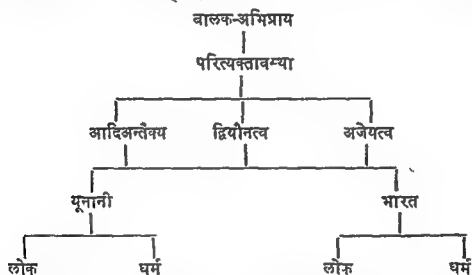 बालक-अभिप्राय
परित्यक्तावस्था
आदिअन्तैक्य द्वियौनत्व अजेयत्व
यूनानी भारत
लोक धर्म लोक धर्म